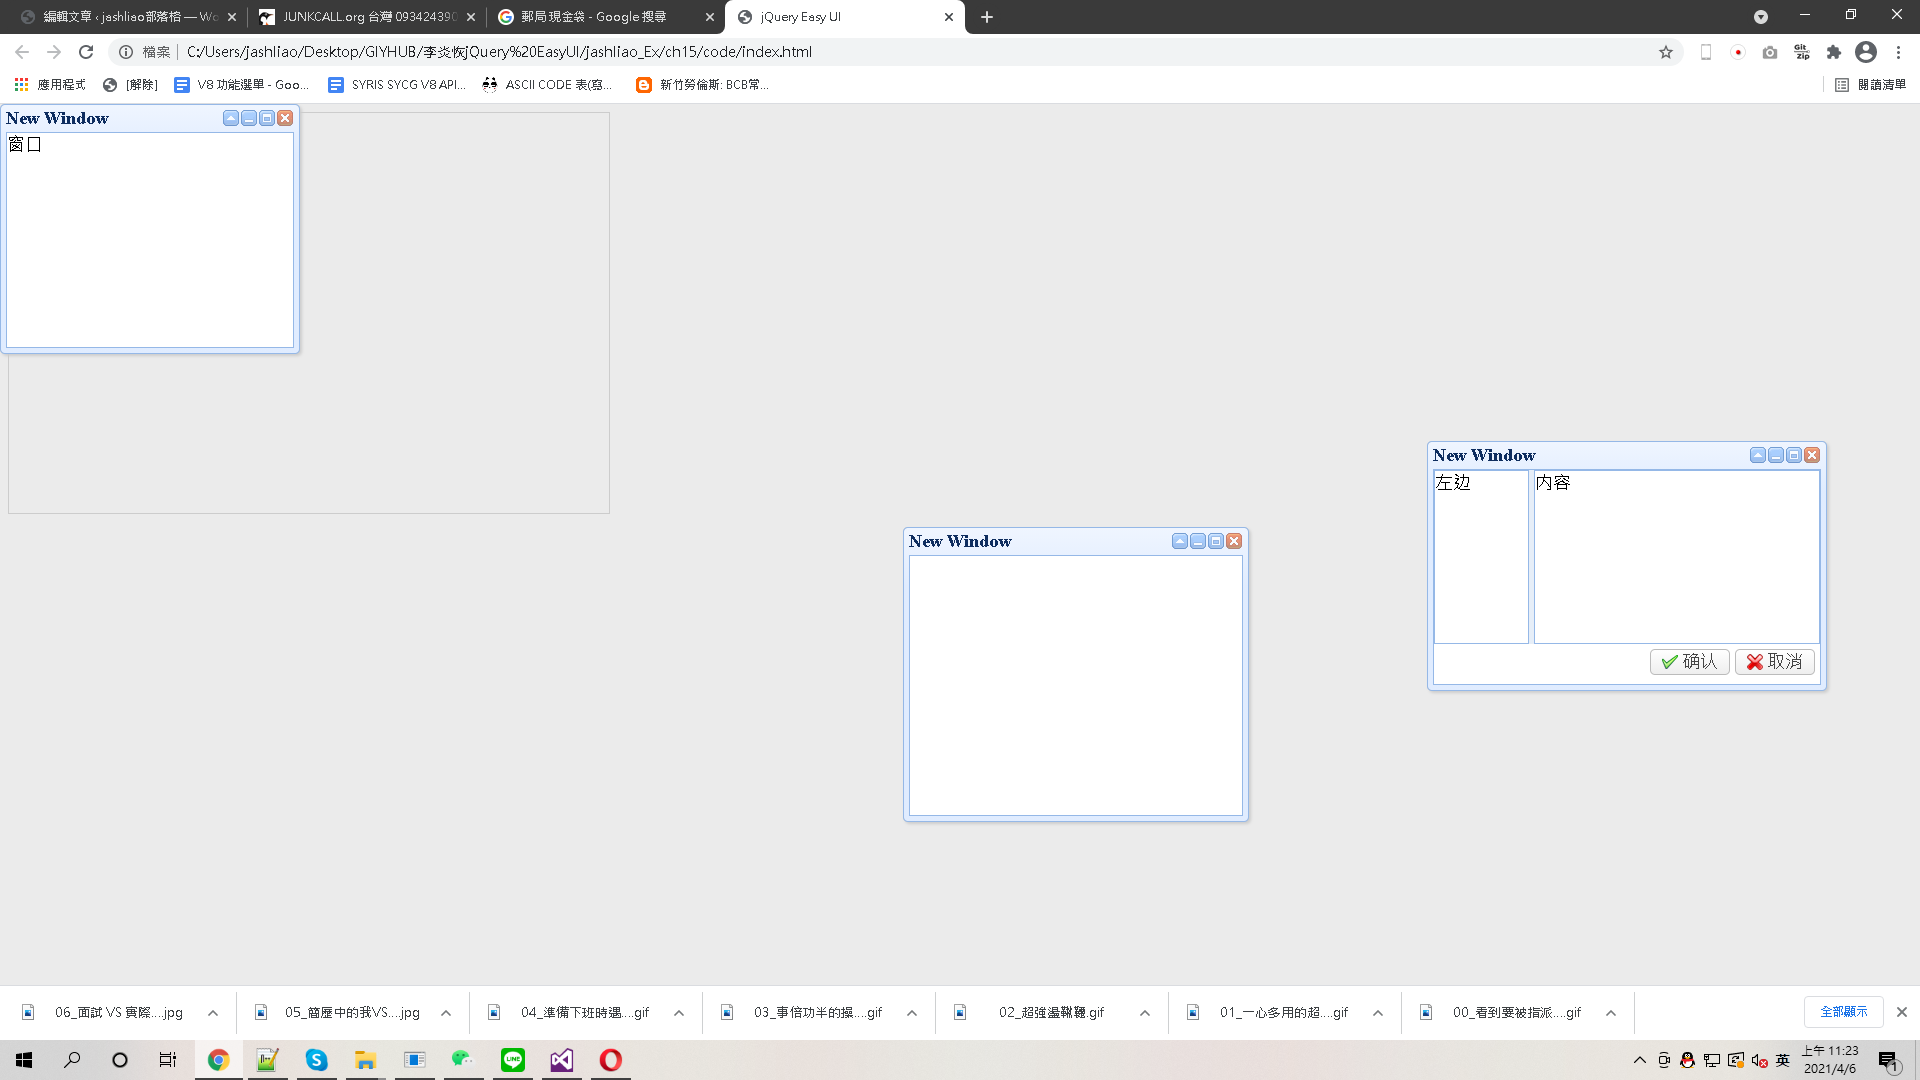 編輯文章 ‹ jashliao部落格 — Wo
JUNKCALL.org 台灣 093424390
郵局 現金袋 - Google 搜尋
jQuery Easy UI
檔案
C:/Users/jashliao/Desktop/GIYHUB/李炎恢jQuery%20EasyUI/jashliao_Ex/ch15/code/index.html
應用程式
[解除]
V8 功能選單 - Goo...
SYRIS SYCG V8 API...
ASCII CODE 表(寫...
新竹勞倫斯: BCB常...
閱讀清單
New Window
窗口
New Window
左边
内容
确认
取消
New Window
06_面試 VS 實際....jpg
05_簡歷中的我VS....jpg
04_準備下班時遇....gif
03_事倍功半的操....gif
02_超強溫靴鞋.gif
01_一心多用的超....gif
00_看到要被指派....gif
全部顯示
英
上午 11:23
2021/4/6
1